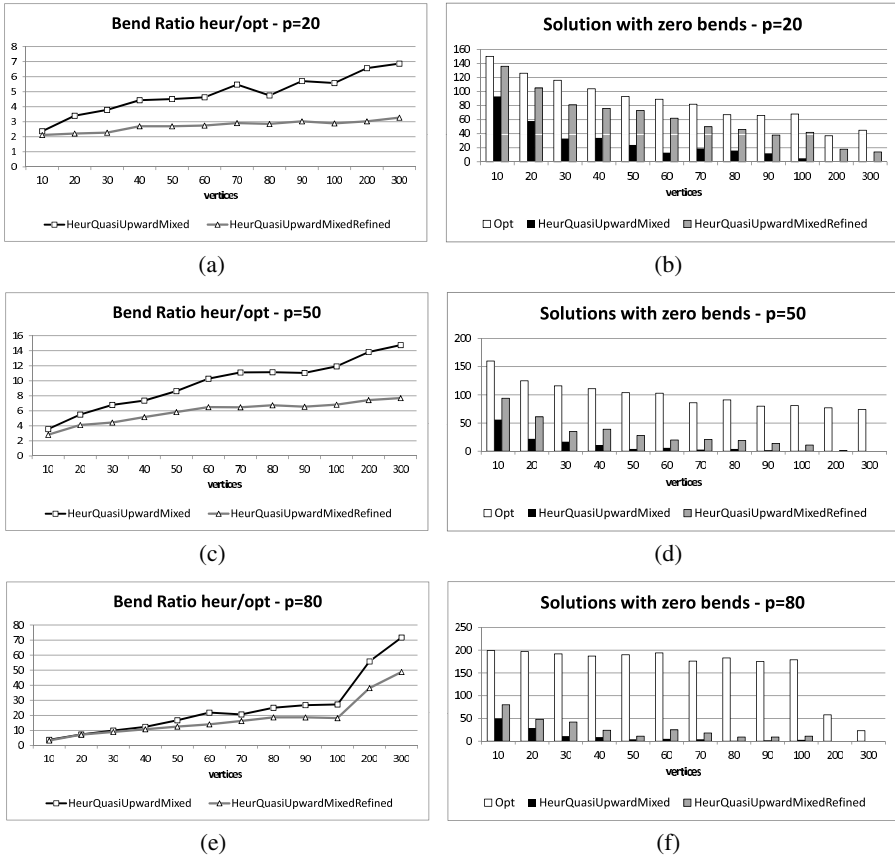 Bend Ratio heur/opt - p=20
8
7
6
5
4
3
2
1
0
10 20 30 40 50 60 70 80 90 100 200 300
vertices
HeurQuasiUpwardMixed HeurQuasiUpwardMixedRefined
(a)
Solution with zero bends - p=20
160
140
120
100
80
60
40
20
0
10 20 30 40 50 60 70 80 90 100 200 300
vertices
Opt HeurQuasiUpwardMixed HeurQuasiUpwardMixedRefined
(b)
Bend Ratio heur/opt - p=50
16
14
12
10
8
6
4
2
0
10 20 30 40 50 60 70 80 90 100 200 300
vertices
HeurQuasiUpwardMixed HeurQuasiUpwardMixedRefined
(c)
Solutions with zero bends - p=50
200
150
100
50
0
10 20 30 40 50 60 70 80 90 100 200 300
vertices
Opt HeurQuasiUpwardMixed HeurQuasiUpwardMixedRefined
(d)
Bend Ratio heur/opt - p=80
80
70
60
50
40
30
20
10
0
10 20 30 40 50 60 70 80 90 100 200 300
vertices
HeurQuasiUpwardMixed HeurQuasiUpwardMixedRefined
(e)
Solutions with zero bends - p=80
250
200
150
100
50
0
10 20 30 40 50 60 70 80 90 100 200 300
vertices
Opt HeurQuasiUpwardMixed HeurQuasiUpwardMixedRefined
(f)